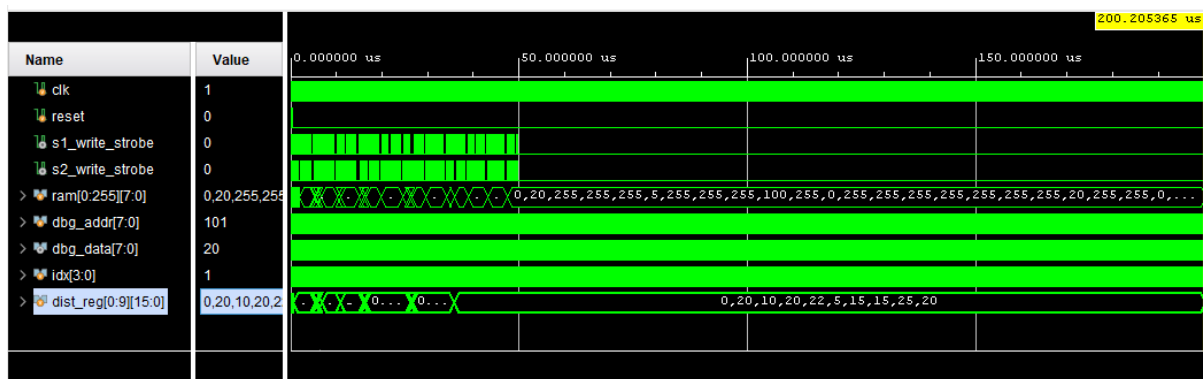 200.205365 us
Name Value
0.000000 us 50.000000 us 100.000000 us 150.000000 us
clk 1
reset 0
s1_write_strobe 0
s2_write_strobe 0
ram[0:255][7:0] 0,20,255,255 0,20,255,255,255,5,255,255,255,100,255,0,255,255,255,255,255,255,255,20,255,255,0,...
dbg_addr[7:0] 101
dbg_data[7:0] 20
idx[3:0] 1
dist_reg[0:9][15:0] 0,20,10,20,2 0... 0... 0,20,10,20,22,5,15,15,25,20